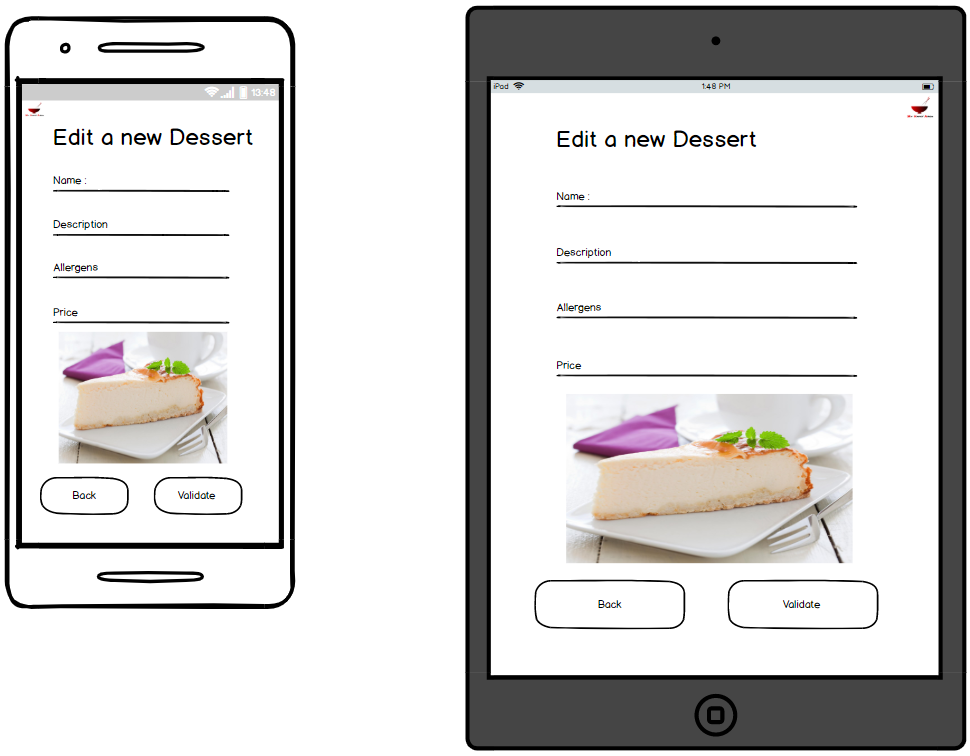 13:48
Edit a new Dessert
Name :
Description
Allergens
Price
Back
Validate
iPad
1:48 PM
Edit a new Dessert
Name :
Description
Allergens
Price
Back
Validate